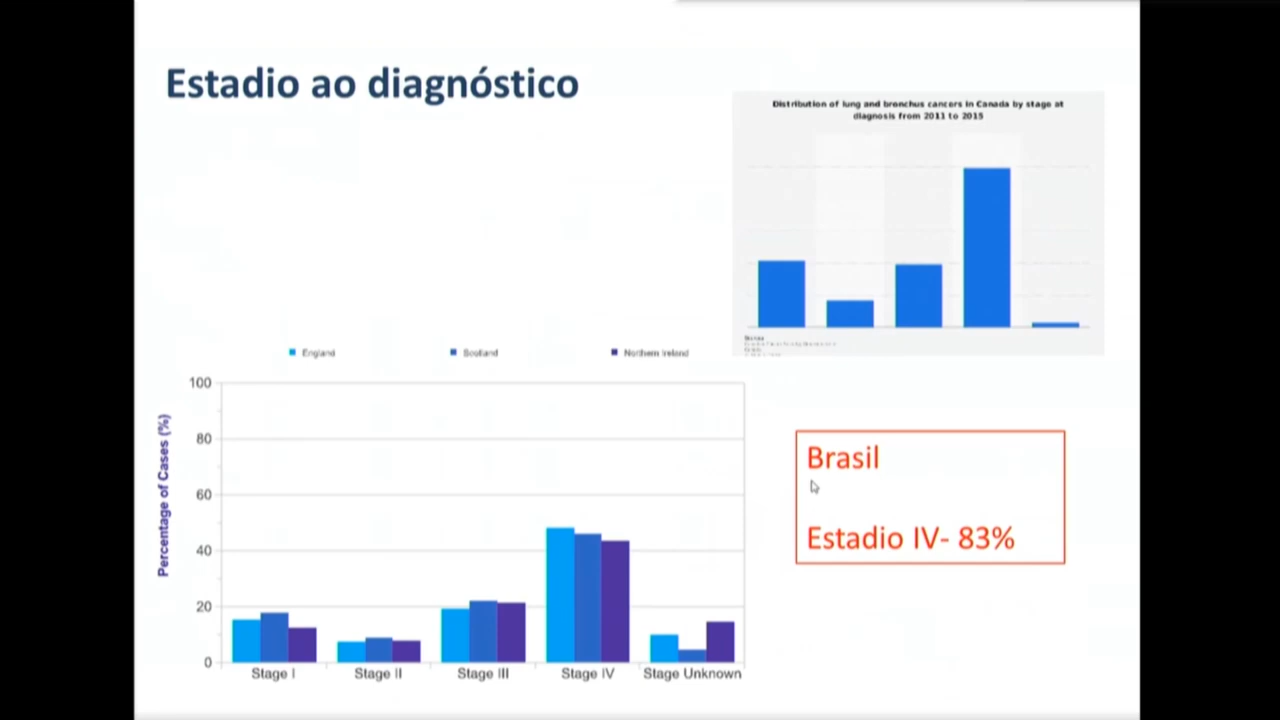 Estadio ao diagnóstico
Distribution of lung and bronchus cancers in Canada by stage at
diagnosis from 2011 to 2015
England
Scotland
Northern Ireland
Percentage of Cases (%)
100
80
60
40
20
0
Stage I
Stage II
Stage III
Stage IV
Stage Unknown
Brasil
Estadio IV- 83%